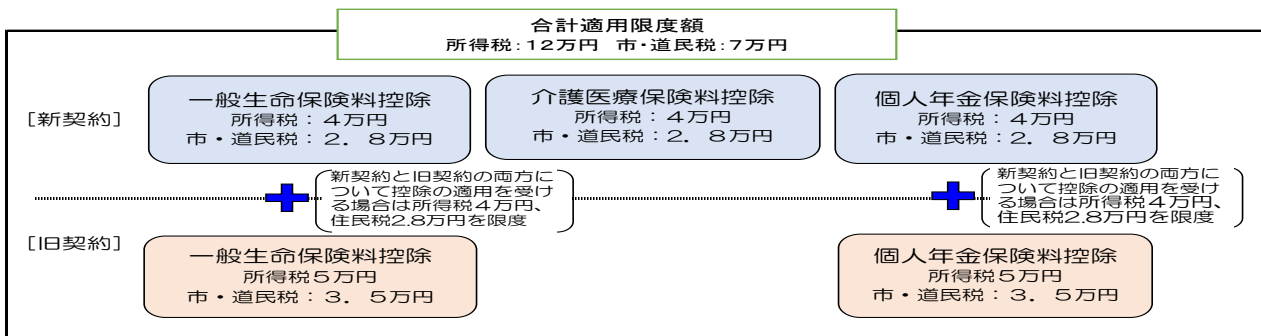 合計適用限度額
所得税：12万円　市・道民税：7万円
[新契約]
一般生命保険料控除
所得税：４万円
市・道民税：２．８万円
介護医療保険料控除
所得税：４万円
市・道民税：２．８万円
個人年金保険料控除
所得税：４万円
市・道民税：２．８万円
新契約と旧契約の両方に
ついて控除の適用を受け
る場合は所得税４万円、
住民税2.8万円を限度
新契約と旧契約の両方に
ついて控除の適用を受け
る場合は所得税４万円、
住民税2.8万円を限度
[旧契約]
一般生命保険料控除
所得税５万円
市・道民税：３．５万円
個人年金保険料控除
所得税５万円
市・道民税：３．５万円